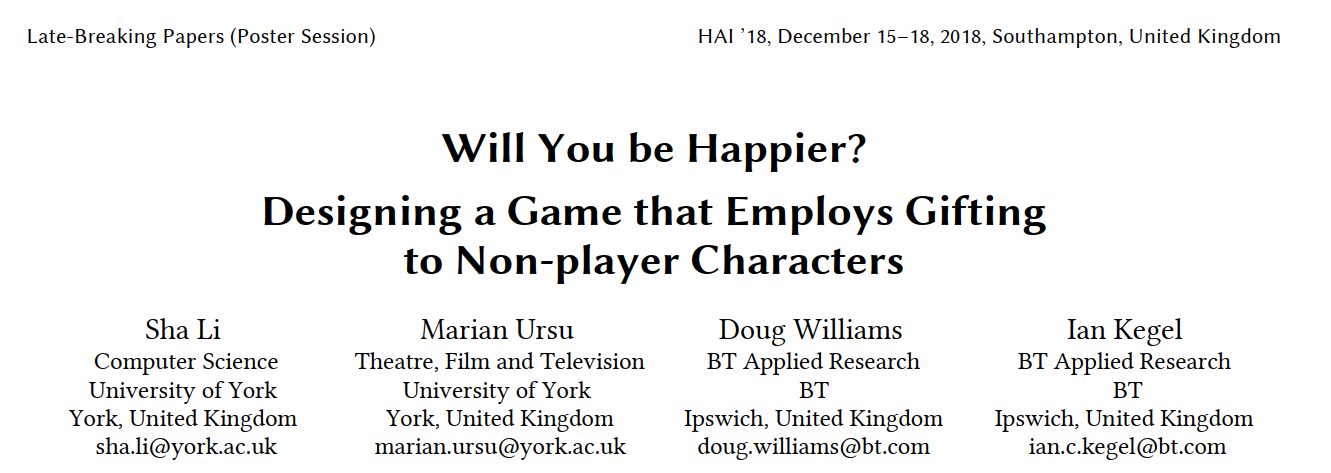 Late-Breaking Papers (Poster Session)
HAI ’18, December 15–18, 2018, Southampton, United Kingdom
Will You be Happier?
Designing a Game that Employs Gifting
to Non-player Characters
Sha Li
Computer Science
University of York
York, United Kingdom
sha.li@york.ac.uk
Marian Ursu
Theatre, Film and Television
University of York
York, United Kingdom
marian.ursu@york.ac.uk
Doug Williams
BT Applied Research
BT
Ipswich, United Kingdom
doug.williams@bt.com
Ian Kegel
BT Applied Research
BT
Ipswich, United Kingdom
ian.c.kegel@bt.com